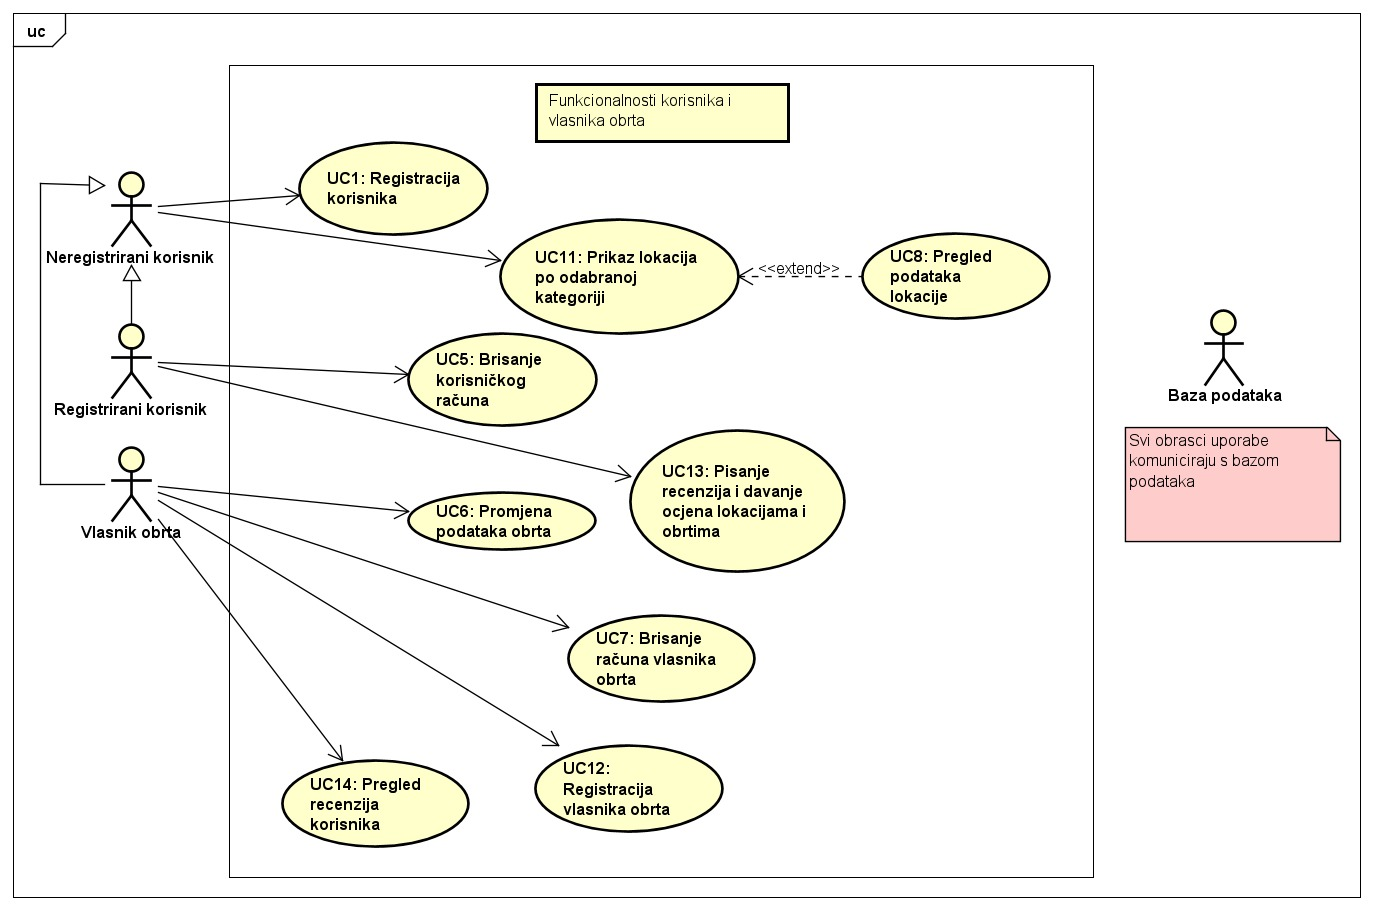 uc
Funkcionalnosti korisnika i
vlasnika obrta
UC1: Registracija
korisnika
Neregistrirani korisnik
UC11: Prikaz lokacija
po odabranoj
kategoriji
<<extend>>
UC8: Pregled
podataka
lokacije
Registrirani korisnik
UC5: Brisanje
korisničkog
računa
Baza podataka
Svi obrasci uporabe
komuniciraju s bazom
podataka
UC13: Pisanje
recenzija i davanje
ocjena lokacijama i
obrtima
Vlasnik obrta
UC6: Promjena
podataka obrta
UC7: Brisanje
računa vlasnika
obrta
UC12:
Registracija
vlasnika obrta
UC14: Pregled
recenzija
korisnika